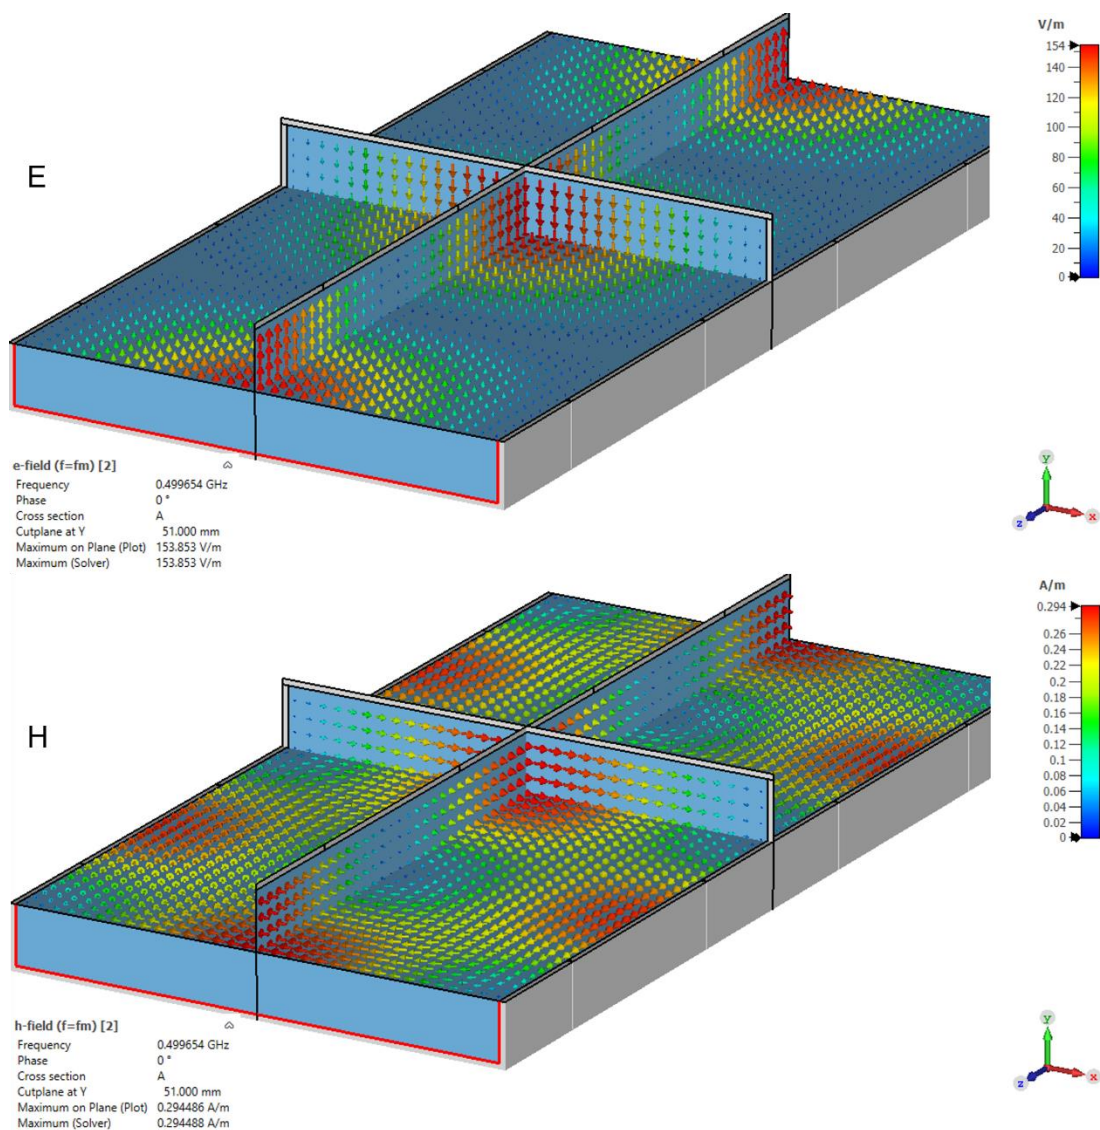 V/m
154
140
120
100
80
60
40
20
0
E
y
x
z
e-field (f=fm) [2]
Frequency 0.499654 GHz
Phase 0 °
Cross section A
Cutplane at Y 51.000 mm
Maximum on Plane (Plot) 153.853 V/m
Maximum (Solver) 153.853 V/m
A/m
0.294
0.26
0.24
0.22
0.2
0.18
0.16
0.14
0.12
0.1
0.08
0.06
0.04
0.02
0
H
y
x
z
h-field (f=fm) [2]
Frequency 0.499654 GHz
Phase 0 °
Cross section A
Cutplane at Y 51.000 mm
Maximum on Plane (Plot) 0.294486 A/m
Maximum (Solver) 0.294488 A/m